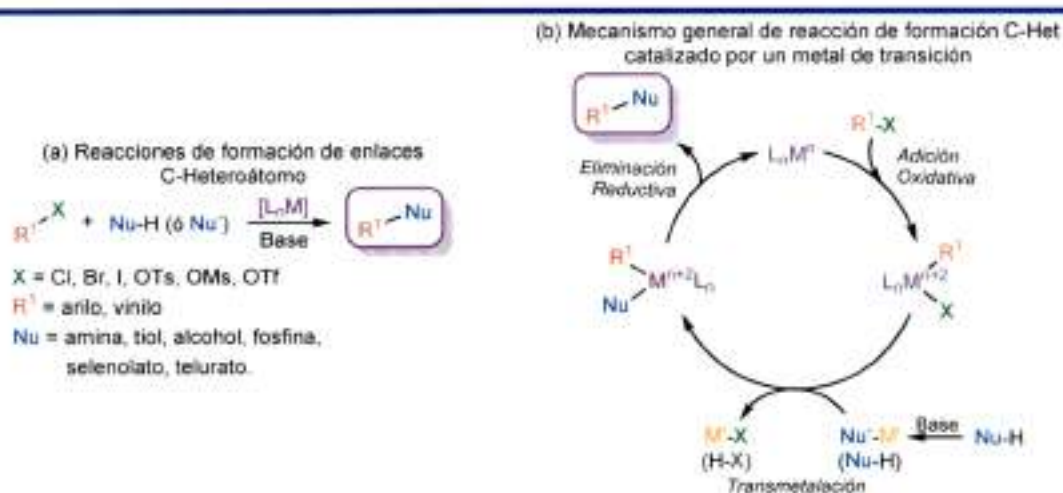 (a) Reacciones de formación de enlaces
C-Heteroátomo
R¹ X + Nu-H (ó Nu⁻) [LₙM] Base R¹ Nu
X = Cl, Br, I, OTs, OMs, OTf
R¹ = arilo, vinilo
Nu = amina, tiol, alcohol, fosfina,
selenolato, telurato.
(b) Mecanismo general de reacción de formación C-Het
catalizado por un metal de transición
R¹ Nu
R¹-X
LₙMⁿ
Eliminación
Reductiva
Adición
Oxidativa
R¹
Mⁿ⁺²Lₙ
Nu
R¹
LₙMⁿ⁺²
X
M'-X
(H-X)
Nu⁻-M'
(Nu-H)
Base
Nu-H
Transmetalación